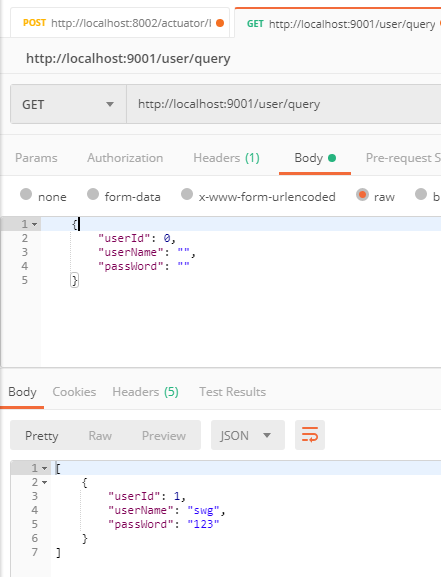 POST http://localhost:8002/actuator/l
GET http://localhost:9001/user/query
http://localhost:9001/user/query
GET http://localhost:9001/user/query
Params Authorization Headers (1) Body Pre-request S
none form-data x-www-form-urlencoded raw b
1 {
2 "userId": 0,
3 "userName": "",
4 "passWord": ""
5 }
Body Cookies Headers (5) Test Results
Pretty Raw Preview JSON
1 [
2 {
3 "userId": 1,
4 "userName": "swg",
5 "passWord": "123"
6 }
7 ]